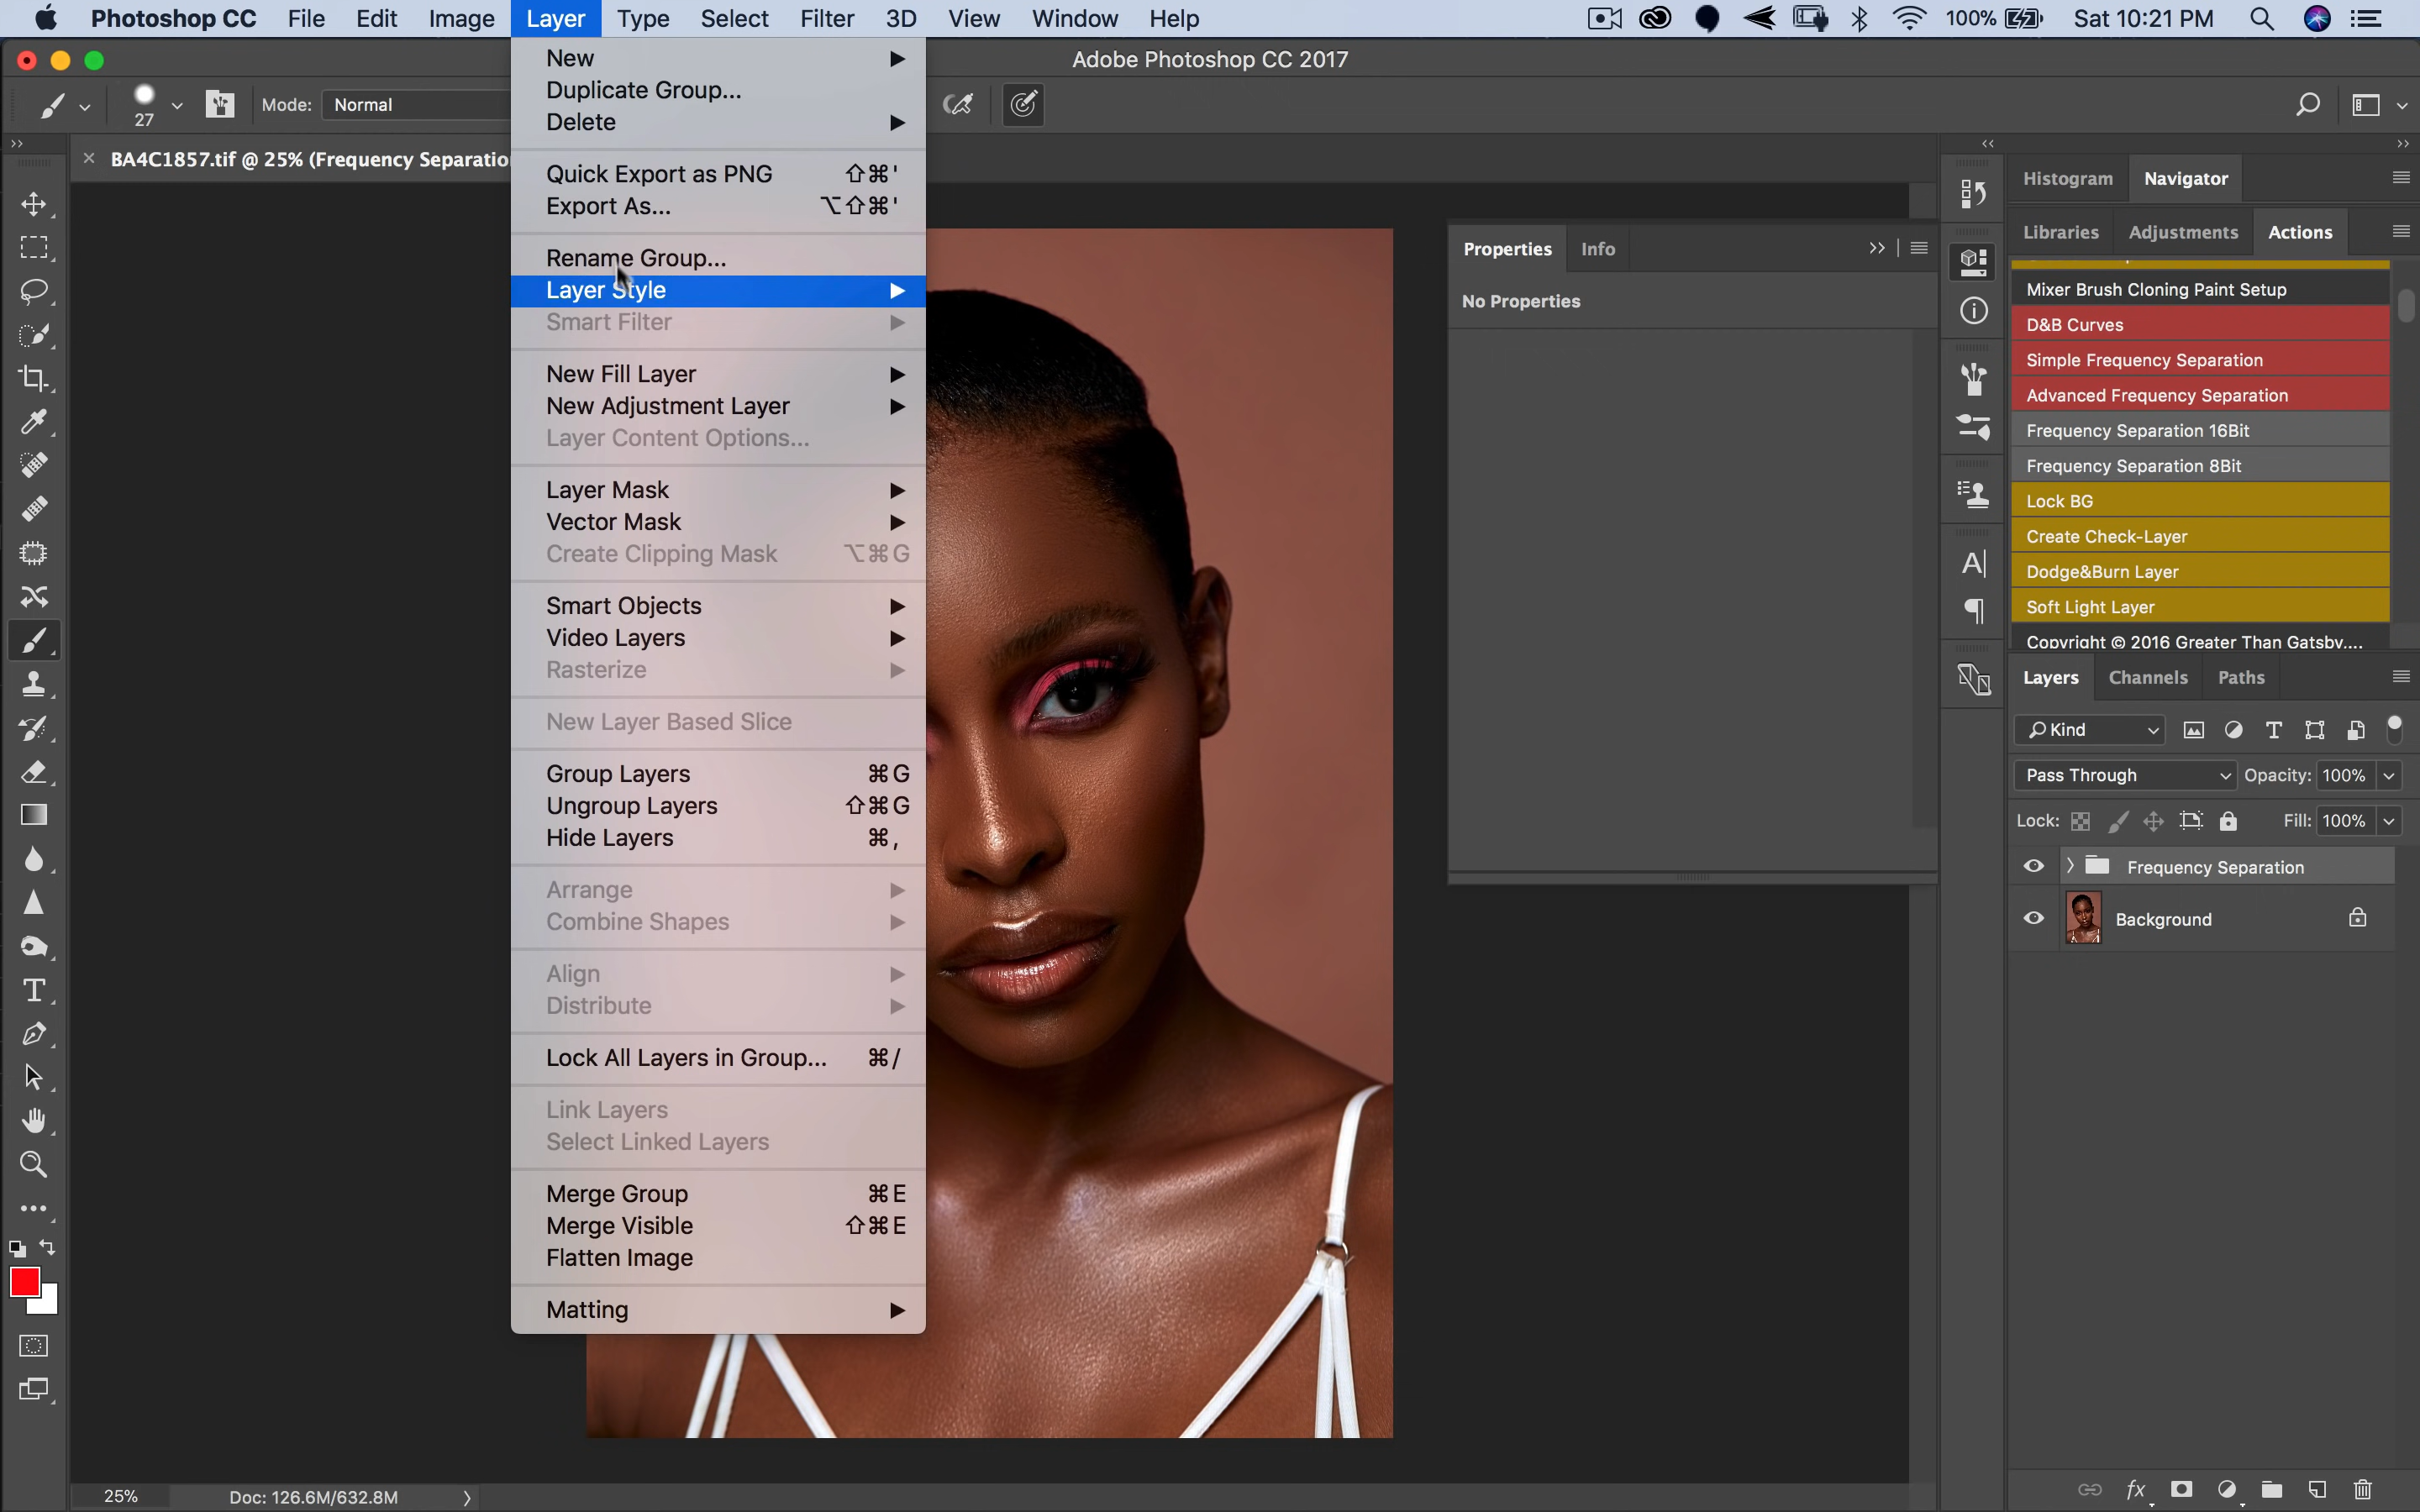 Photoshop CC File Edit Image Layer Type Select Filter 3D View Window Help 100% Sat 10:21 PM
Adobe Photoshop CC 2017
27 Mode: Normal
BA4C1857.tif @ 25% (Frequency Separatio
New
Duplicate Group...
Delete
Quick Export as PNG ⇧⌘'
Export As... ⌥⇧⌘'
Rename Group...
Layer Style
Smart Filter
New Fill Layer
New Adjustment Layer
Layer Content Options...
Layer Mask
Vector Mask
Create Clipping Mask ⌥⌘G
Smart Objects
Video Layers
Rasterize
New Layer Based Slice
Group Layers ⌘G
Ungroup Layers ⇧⌘G
Hide Layers ⌘,
Arrange
Combine Shapes
Align
Distribute
Lock All Layers in Group... ⌘/
Link Layers
Select Linked Layers
Merge Group ⌘E
Merge Visible ⇧⌘E
Flatten Image
Matting
Properties Info
No Properties
Histogram Navigator
Libraries Adjustments Actions
Mixer Brush Cloning Paint Setup
D&B Curves
Simple Frequency Separation
Advanced Frequency Separation
Frequency Separation 16Bit
Frequency Separation 8Bit
Lock BG
Create Check-Layer
Dodge&Burn Layer
Soft Light Layer
Copyright © 2016 Greater Than Gatsby....
Layers Channels Paths
Kind
Pass Through Opacity: 100%
Lock: Fill: 100%
Frequency Separation
Background
25% Doc: 126.6M/632.8M